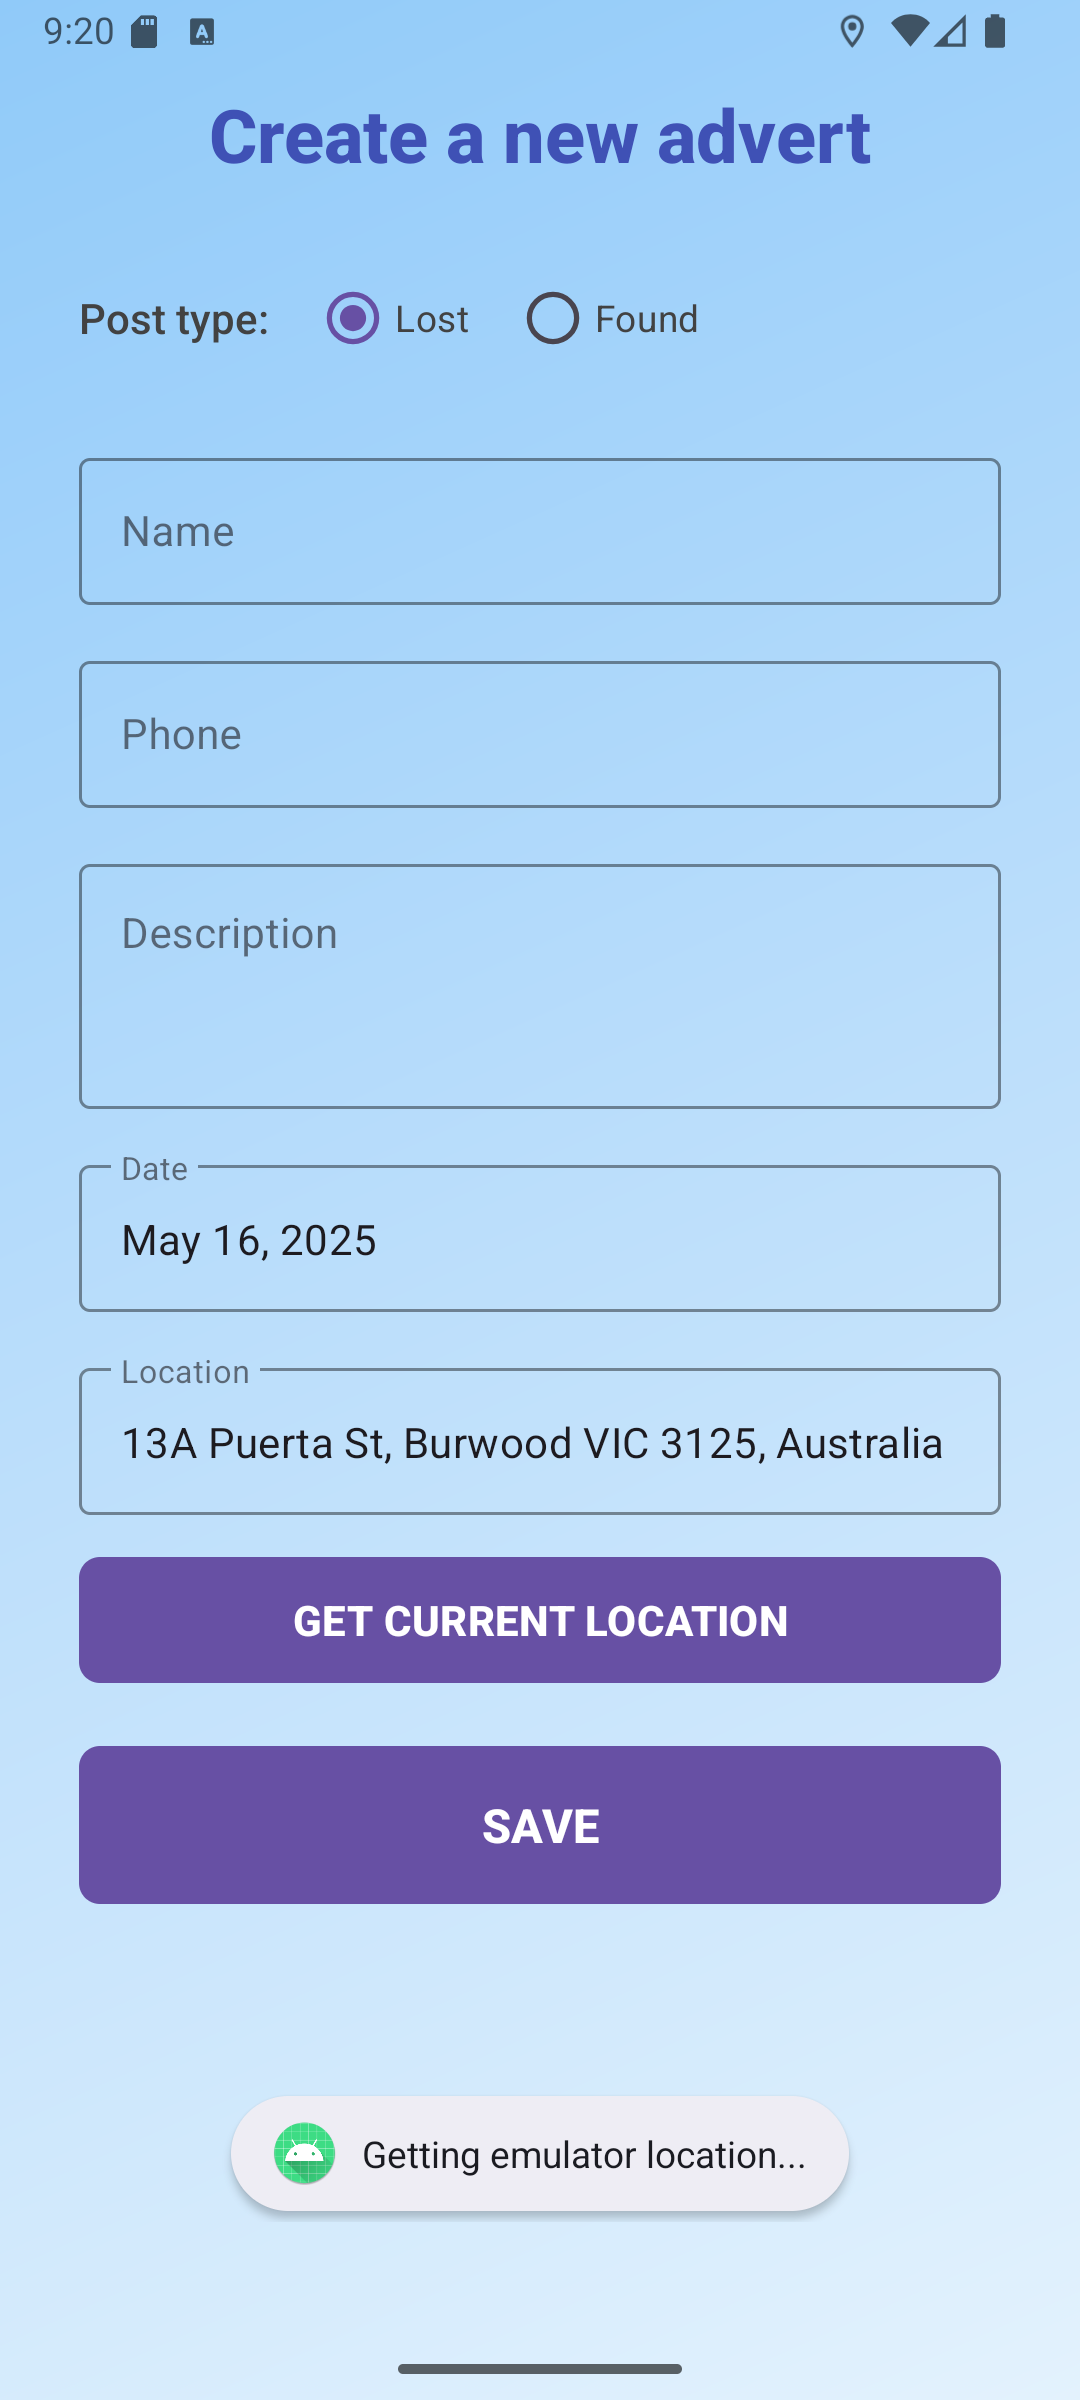 9:20
Create a new advert
Post type: Lost Found
Name
Phone
Description
Date
May 16, 2025
Location
13A Puerta St, Burwood VIC 3125, Australia
GET CURRENT LOCATION
SAVE
Getting emulator location...